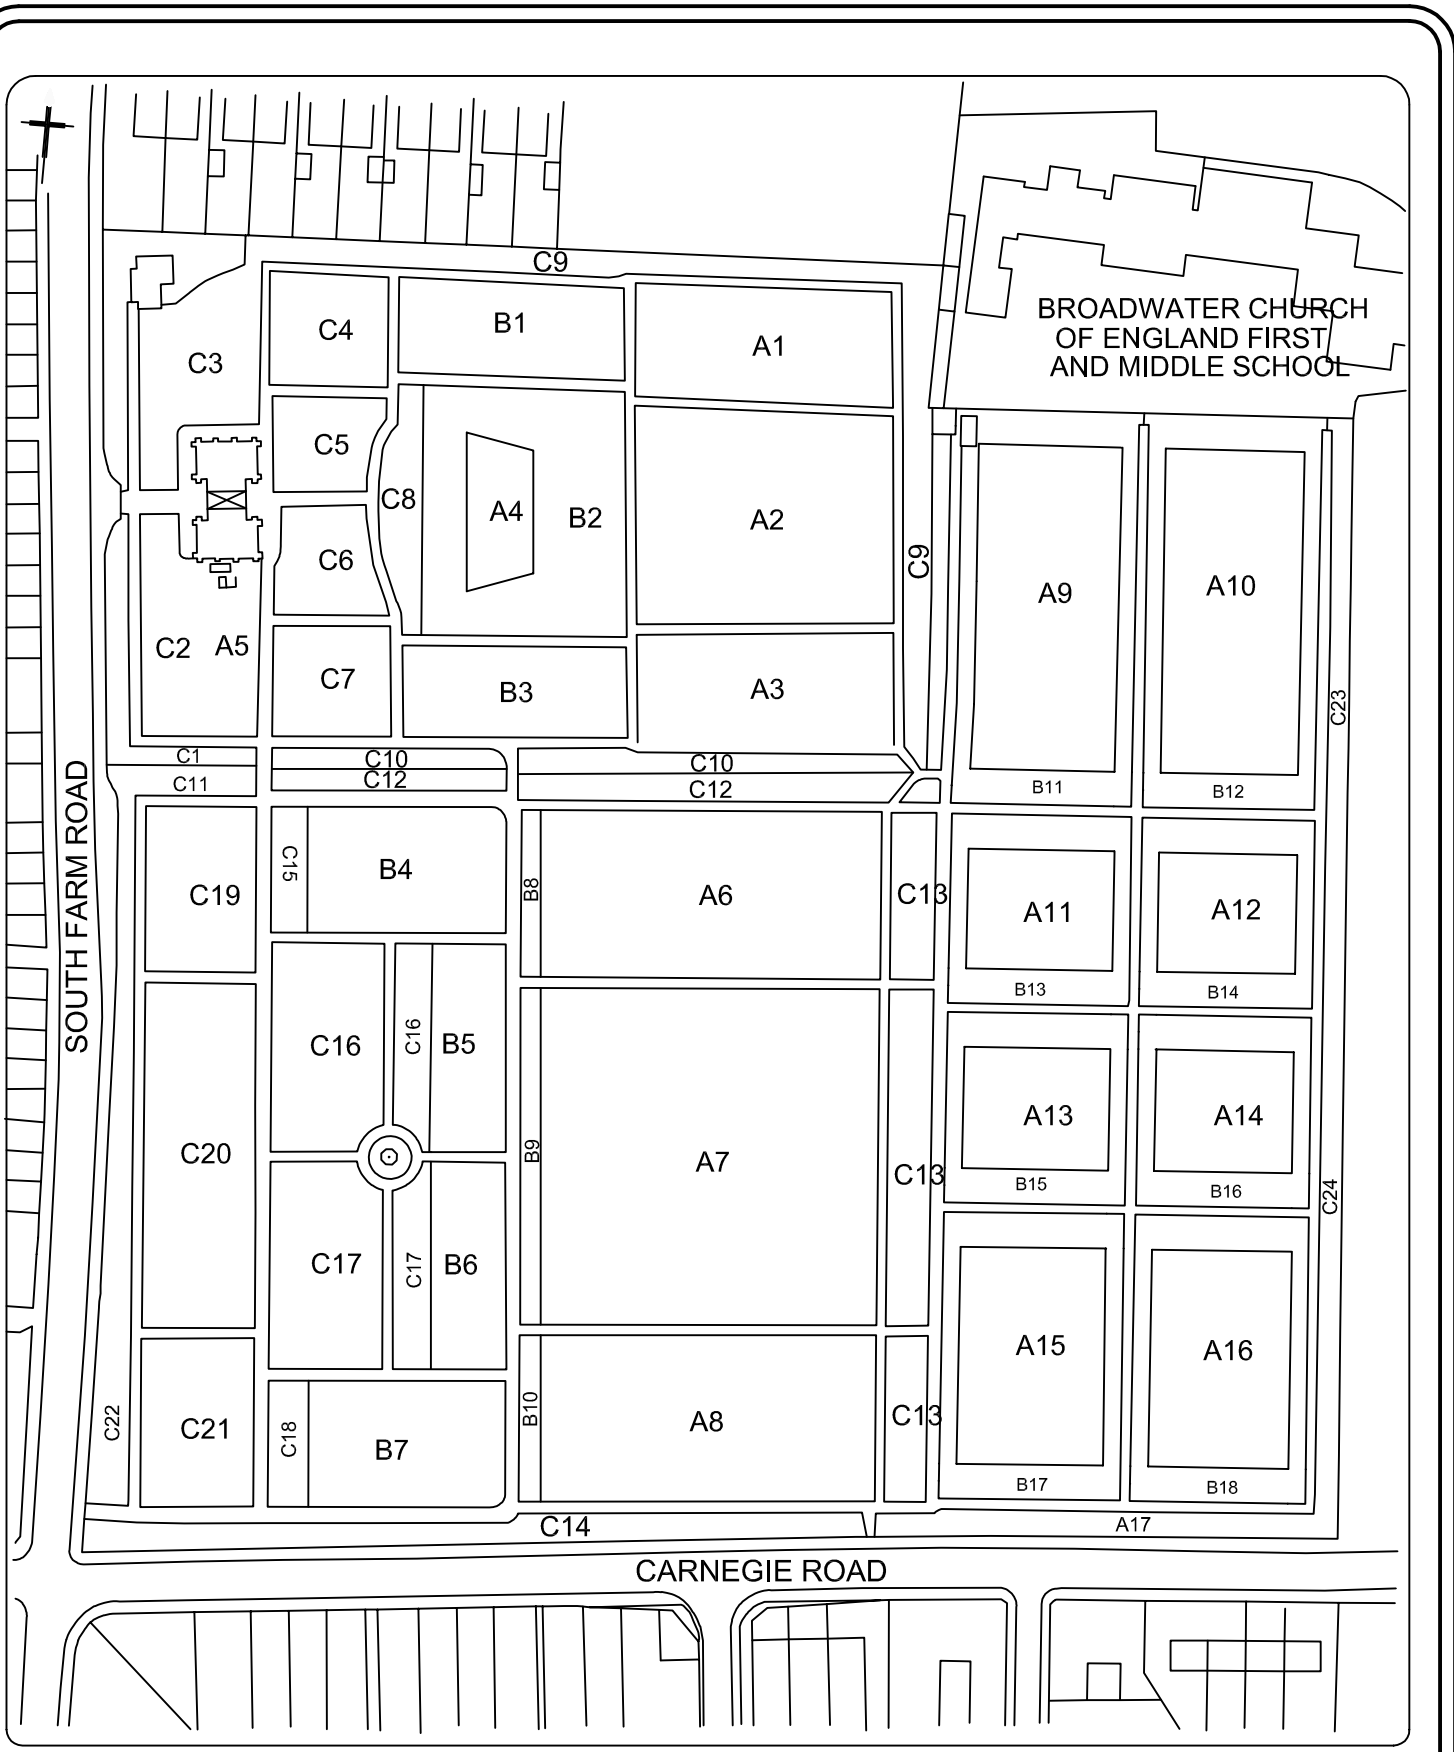 C9
BROADWATER CHURCH
OF ENGLAND FIRST
AND MIDDLE SCHOOL
C4
B1
A1
C3
C5
C8
A4
B2
A2
C9
C6
A9
A10
C2
A5
C7
B3
A3
C23
C1
C10
C10
C11
C12
C12
B11
B12
SOUTH FARM ROAD
C19
C15
B4
B8
A6
C13
A11
A12
B13
B14
C16
C16
B5
C20
B9
A7
C13
A13
A14
B15
B16
C24
C17
C17
B6
A15
A16
C22
C21
C18
B7
B10
A8
C13
B17
B18
C14
A17
CARNEGIE ROAD